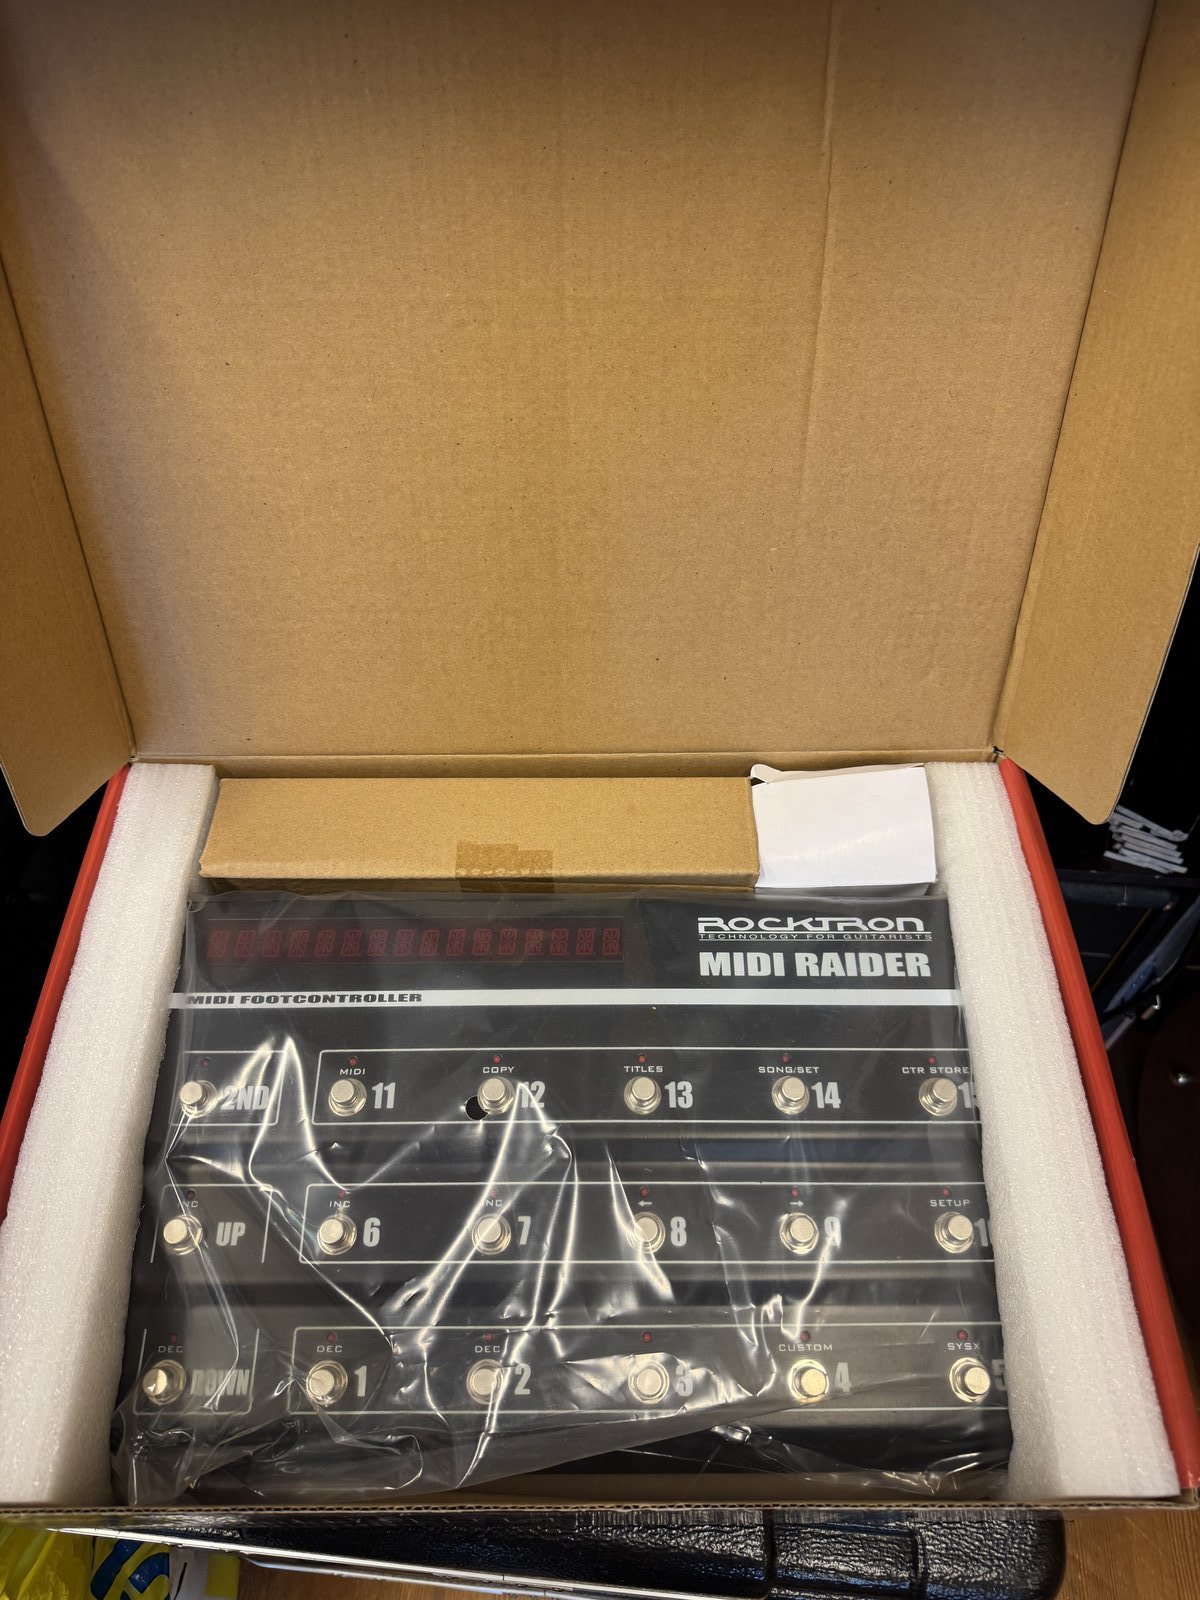 ROCKTRON
TECHNOLOGY FOR GUITARISTS
MIDI RAIDER
MIDI FOOTCONTROLLER
MIDI COPY TITLES SONG/SET CTR STORE
2ND 11 12 13 14
INC INC ← → SETUP
UP 6 7 8 9
DEC DEC DEC CUSTOM SYSX
DOWN 1 2 3 4 5